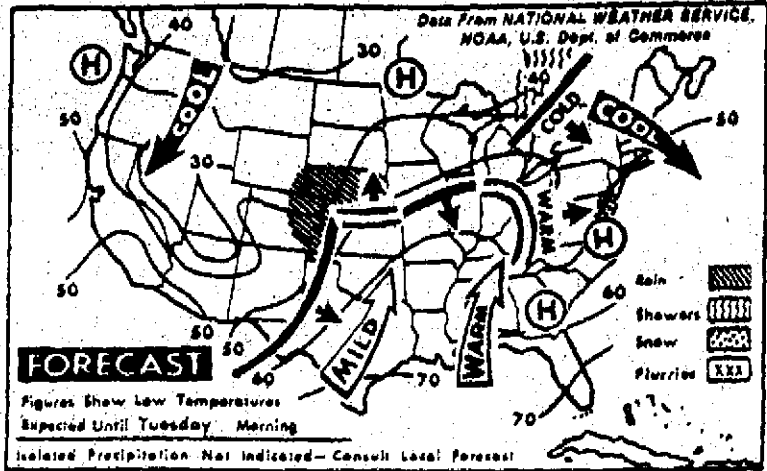 Data From NATIONAL WEATHER SERVICE,
NOAA, U.S. Dept. of Commerce
40
30
H
H
40
COOL
COLD
COOL
50
50
30
WARM
H
50
Rain
60
H
Showers
50
50
Snow
FORECAST
60
MILD
70
WARM
Flurries
XXX
70
Figures Show Low Temperatures
Expected Until Tuesday Morning
Isolated Precipitation Not Indicated – Consult Local Forecast